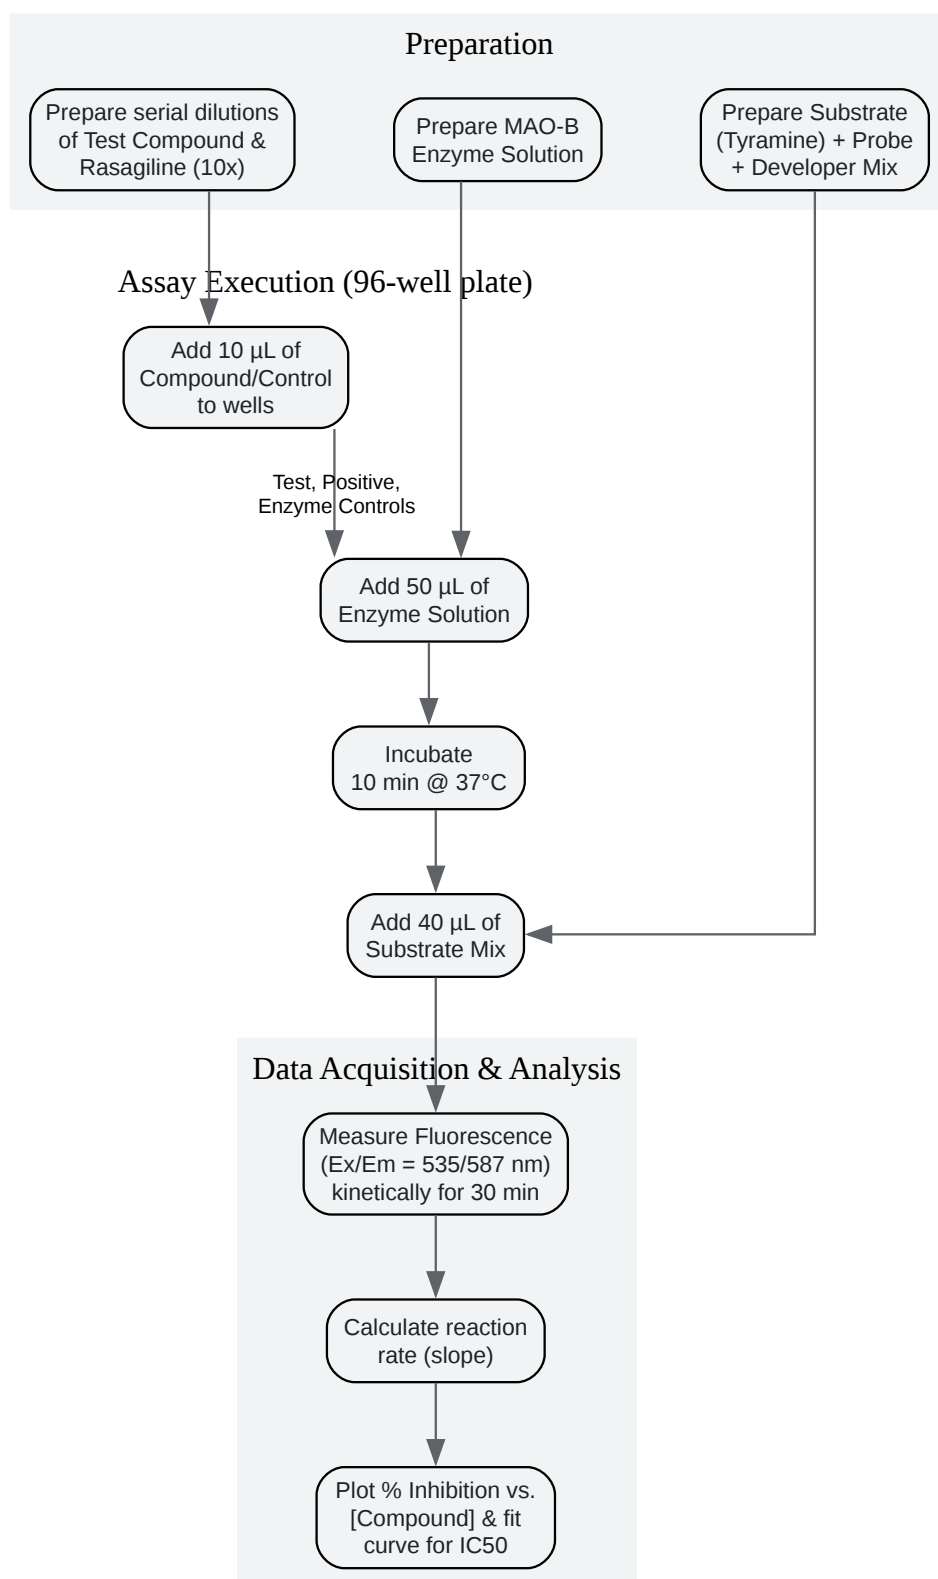 Preparation
Prepare serial dilutions
of Test Compound &
Rasagiline (10x)
Prepare MAO-B
Enzyme Solution
Prepare Substrate
(Tyramine) + Probe
+ Developer Mix
Assay Execution (96-well plate)
Add 10 µL of
Compound/Control
to wells
Test, Positive,
Enzyme Controls
Add 50 µL of
Enzyme Solution
Incubate
10 min @ 37°C
Add 40 µL of
Substrate Mix
Data Acquisition & Analysis
Measure Fluorescence
(Ex/Em = 535/587 nm)
kinetically for 30 min
Calculate reaction
rate (slope)
Plot % Inhibition vs.
[Compound] & fit
curve for IC50